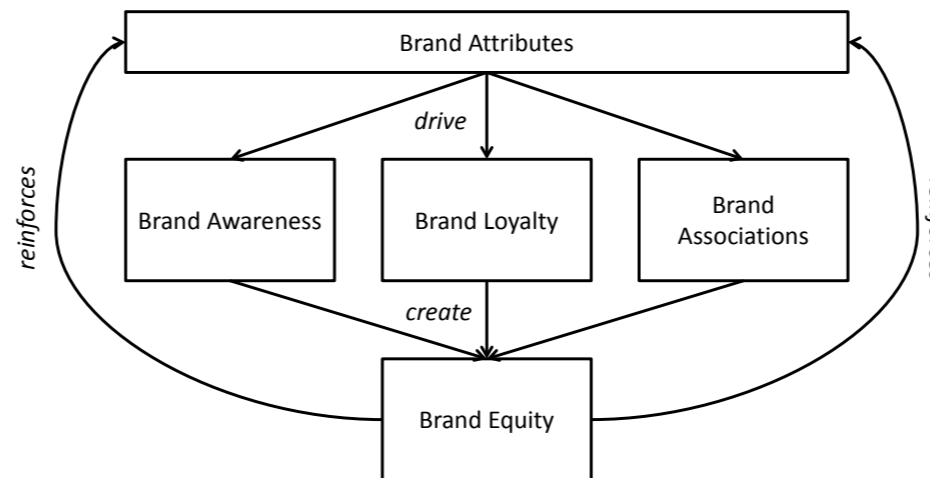 Brand Attributes
drive
reinforces
Brand Awareness
Brand Loyalty
Brand
Associations
create
Brand Equity